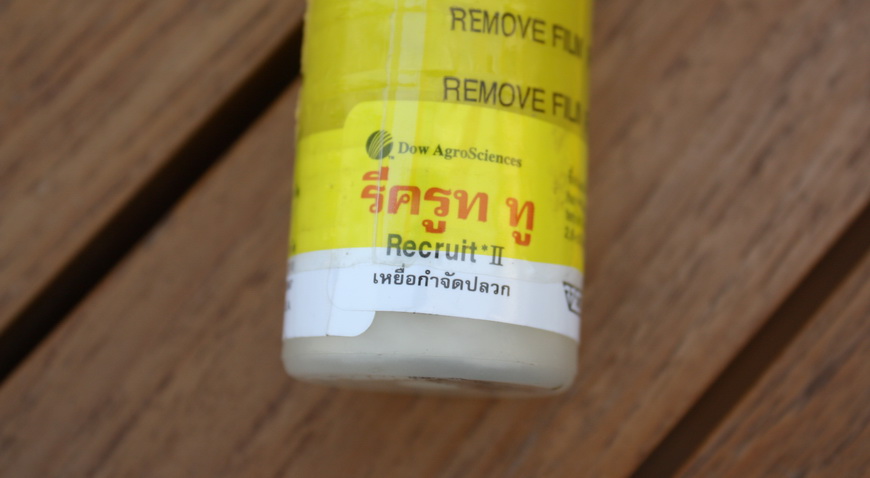 REMOVE FILM
REMOVE FILM
Dow AgroSciences
รีครูท ทู
Recruit*II
เหยื่อกำจัดปลวก